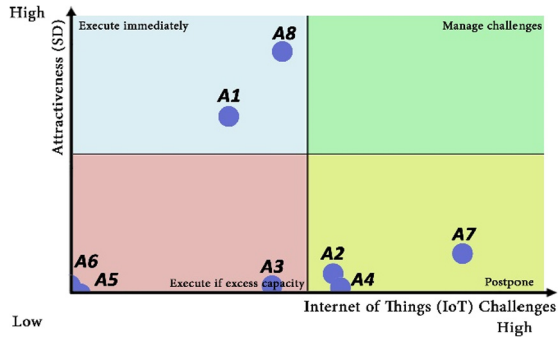 High
Attractiveness (SD)
Execute immediately
Manage challenges
A8
A1
A6
A5
A3
Execute if excess capacity
A2
A4
A7
Postpone
Internet of Things (IoT) Challenges
Low
High